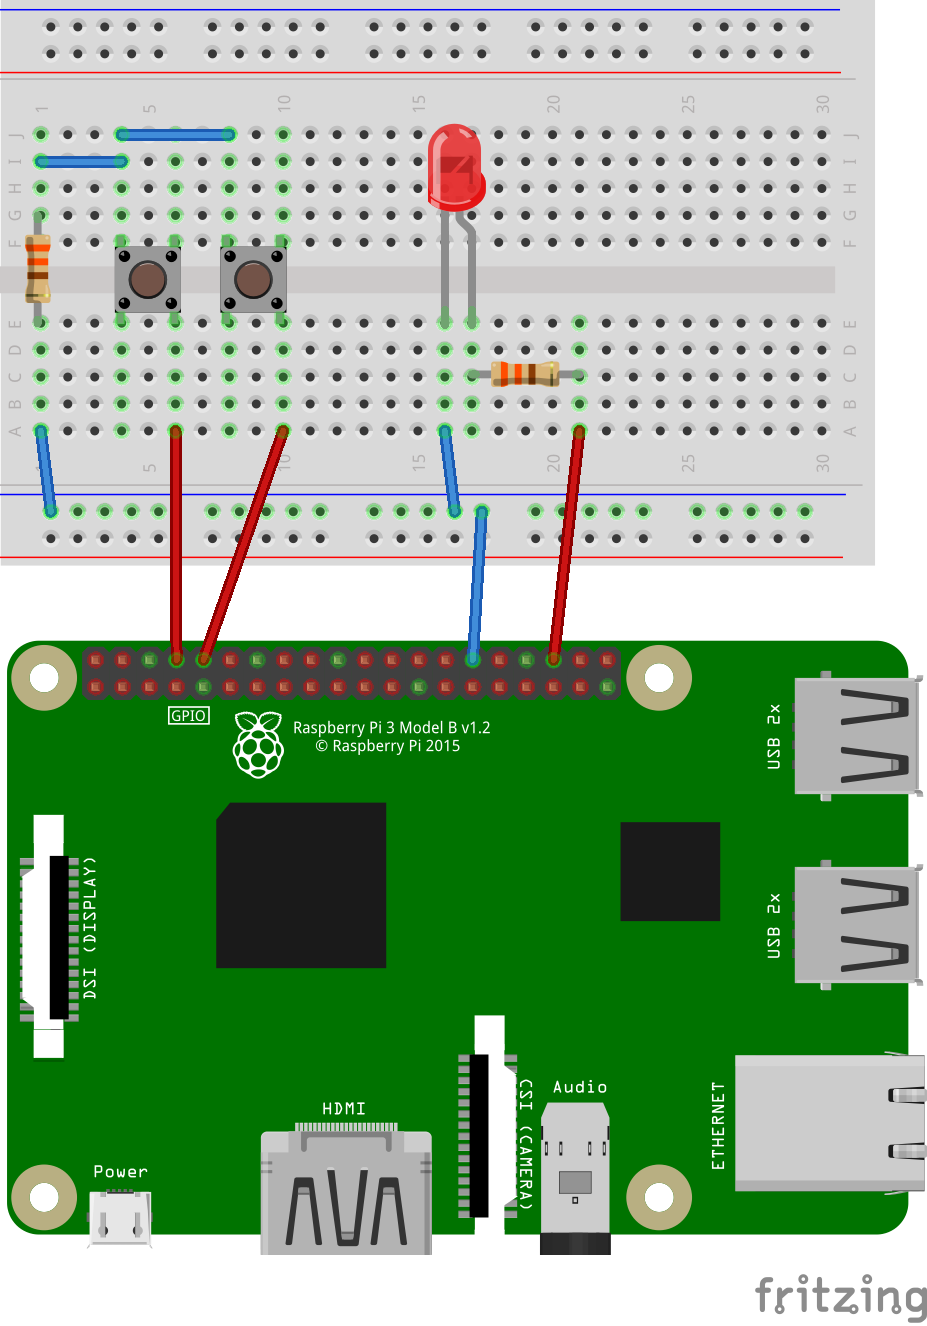 1 5 10 15 20 25 30
J J
I I
H H
G G
F F
E E
D D
C C
B B
A A
1 5 10 15 20 25 30
GPIO
Raspberry Pi 3 Model B v1.2
© Raspberry Pi 2015
USB 2x
DSI (DISPLAY)
USB 2x
ETHERNET
CSI (CAMERA)
Audio
HDMI
Power
fritzing